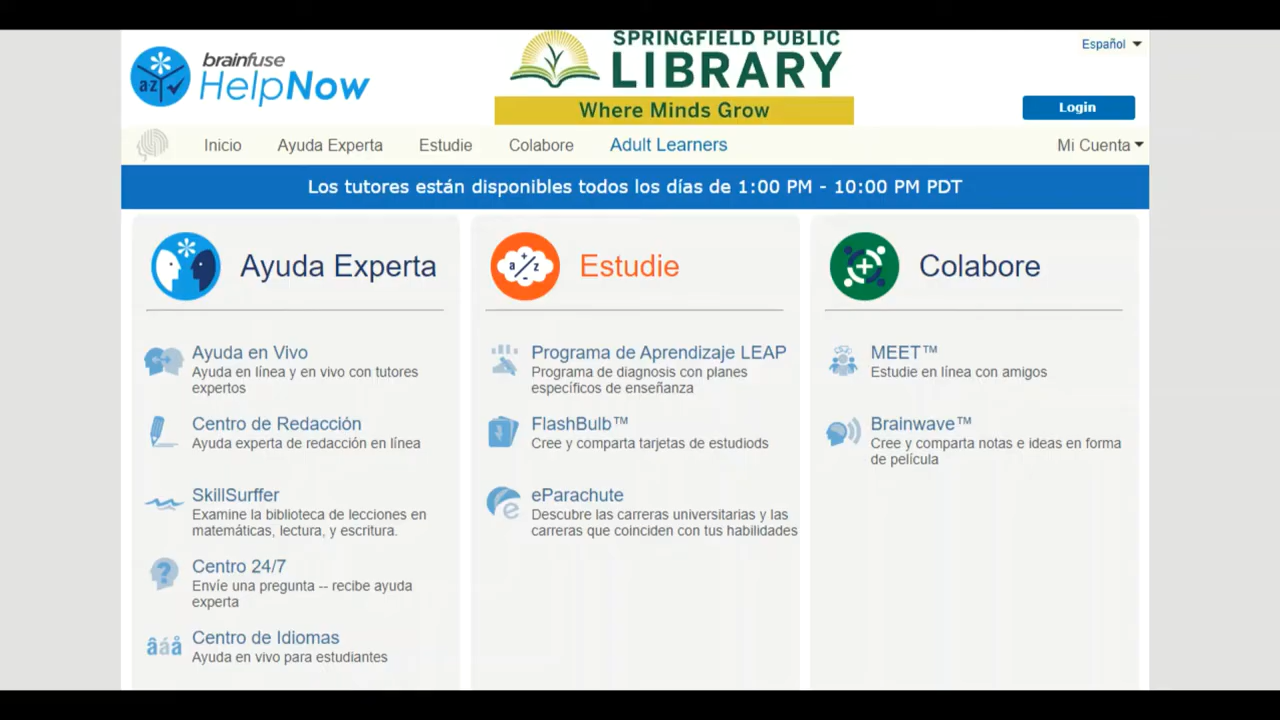 brainfuse
HelpNow
SPRINGFIELD PUBLIC
LIBRARY
Where Minds Grow
Español
Login
Inicio
Ayuda Experta
Estudie
Colabore
Adult Learners
Mi Cuenta
Los tutores están disponibles todos los días de 1:00 PM - 10:00 PM PDT
Ayuda Experta
Ayuda en Vivo
Ayuda en línea y en vivo con tutores
expertos
Centro de Redacción
Ayuda experta de redacción en línea
SkillSurffer
Examine la biblioteca de lecciones en
matemáticas, lectura, y escritura.
Centro 24/7
Envíe una pregunta -- recibe ayuda
experta
Centro de Idiomas
Ayuda en vivo para estudiantes
Estudie
Programa de Aprendizaje LEAP
Programa de diagnosis con planes
específicos de enseñanza
FlashBulb™
Cree y comparta tarjetas de estudiods
eParachute
Descubre las carreras universitarias y las
carreras que coinciden con tus habilidades
Colabore
MEET™
Estudie en línea con amigos
Brainwave™
Cree y comparta notas e ideas en forma
de película